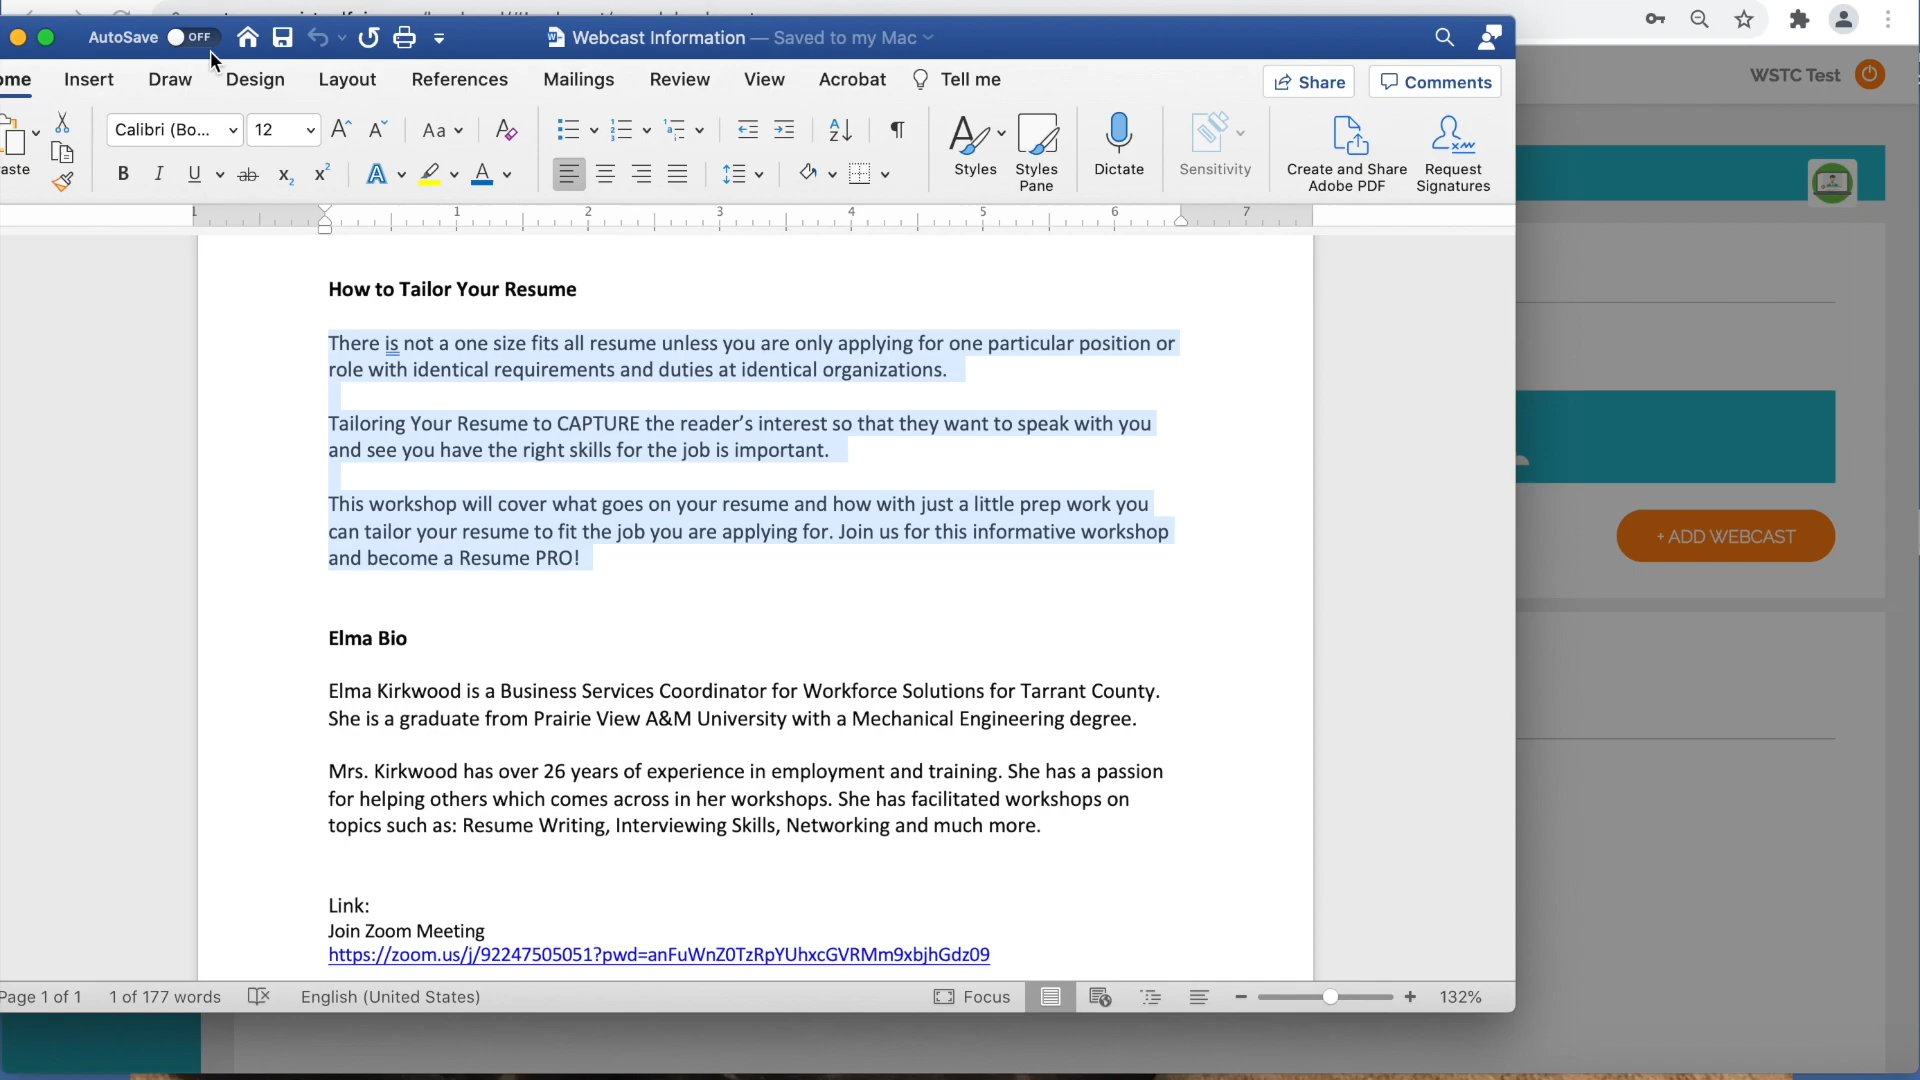 AutoSave OFF
Webcast Information — Saved to my Mac
WSTC Test
ome Insert Draw Design Layout References Mailings Review View Acrobat Tell me
Share Comments
aste
Calibri (Bo... 12
Aa
Styles
Styles Pane
Dictate
Sensitivity
Create and Share Adobe PDF
Request Signatures
1 1 2 3 4 5 6 7
How to Tailor Your Resume
There is not a one size fits all resume unless you are only applying for one particular position or
role with identical requirements and duties at identical organizations.
Tailoring Your Resume to CAPTURE the reader’s interest so that they want to speak with you
and see you have the right skills for the job is important.
This workshop will cover what goes on your resume and how with just a little prep work you
can tailor your resume to fit the job you are applying for. Join us for this informative workshop
and become a Resume PRO!
+ ADD WEBCAST
Elma Bio
Elma Kirkwood is a Business Services Coordinator for Workforce Solutions for Tarrant County.
She is a graduate from Prairie View A&M University with a Mechanical Engineering degree.
Mrs. Kirkwood has over 26 years of experience in employment and training. She has a passion
for helping others which comes across in her workshops. She has facilitated workshops on
topics such as: Resume Writing, Interviewing Skills, Networking and much more.
Link:
Join Zoom Meeting
https://zoom.us/j/92247505051?pwd=anFuWnZ0TzRpYUhxcGVRMm9xbjhGdz09
Page 1 of 1 1 of 177 words English (United States) Focus 132%